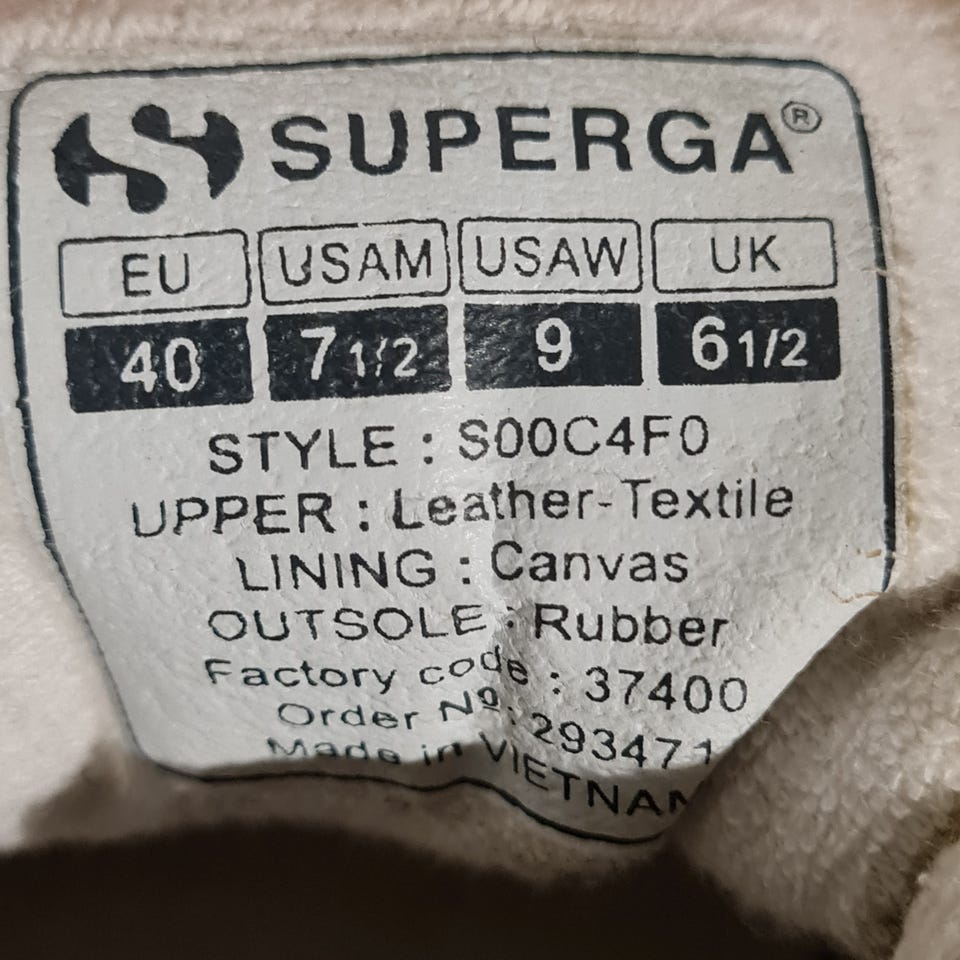 SUPERGA®
EU USAM USAW UK
40 7 1/2 9 6 1/2
STYLE : S00C4F0
UPPER : Leather-Textile
LINING : Canvas
OUTSOLE : Rubber
Factory code : 37400
Order Nº: 293471
Made in VIETNAM